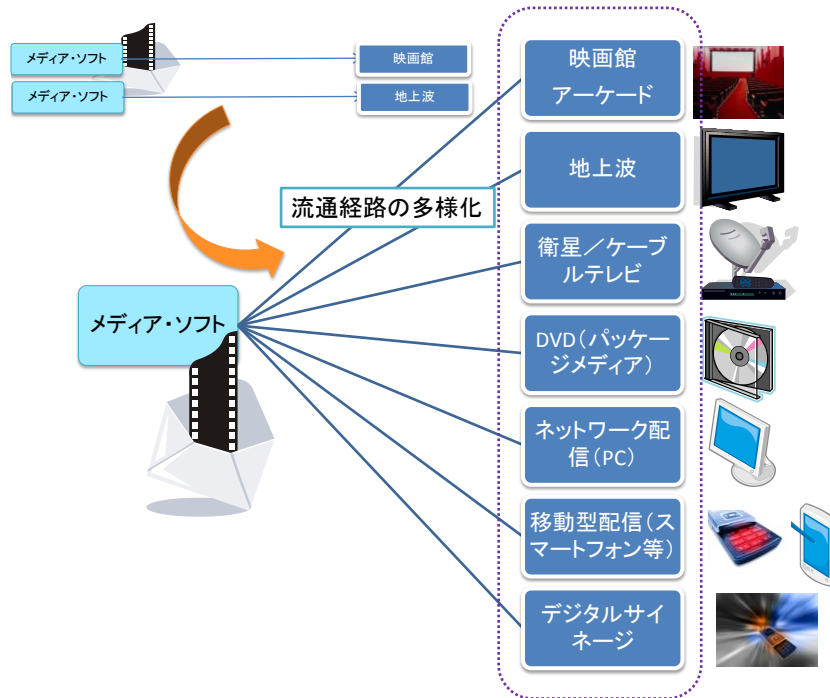 メディア・ソフト
映画館
メディア・ソフト
地上波
流通経路の多様化
メディア・ソフト
映画館
アーケード
地上波
衛星／ケーブ
ルテレビ
DVD（パッケー
ジメディア）
ネットワーク配
信（PC）
移動型配信（ス
マートフォン等）
デジタルサイ
ネージ